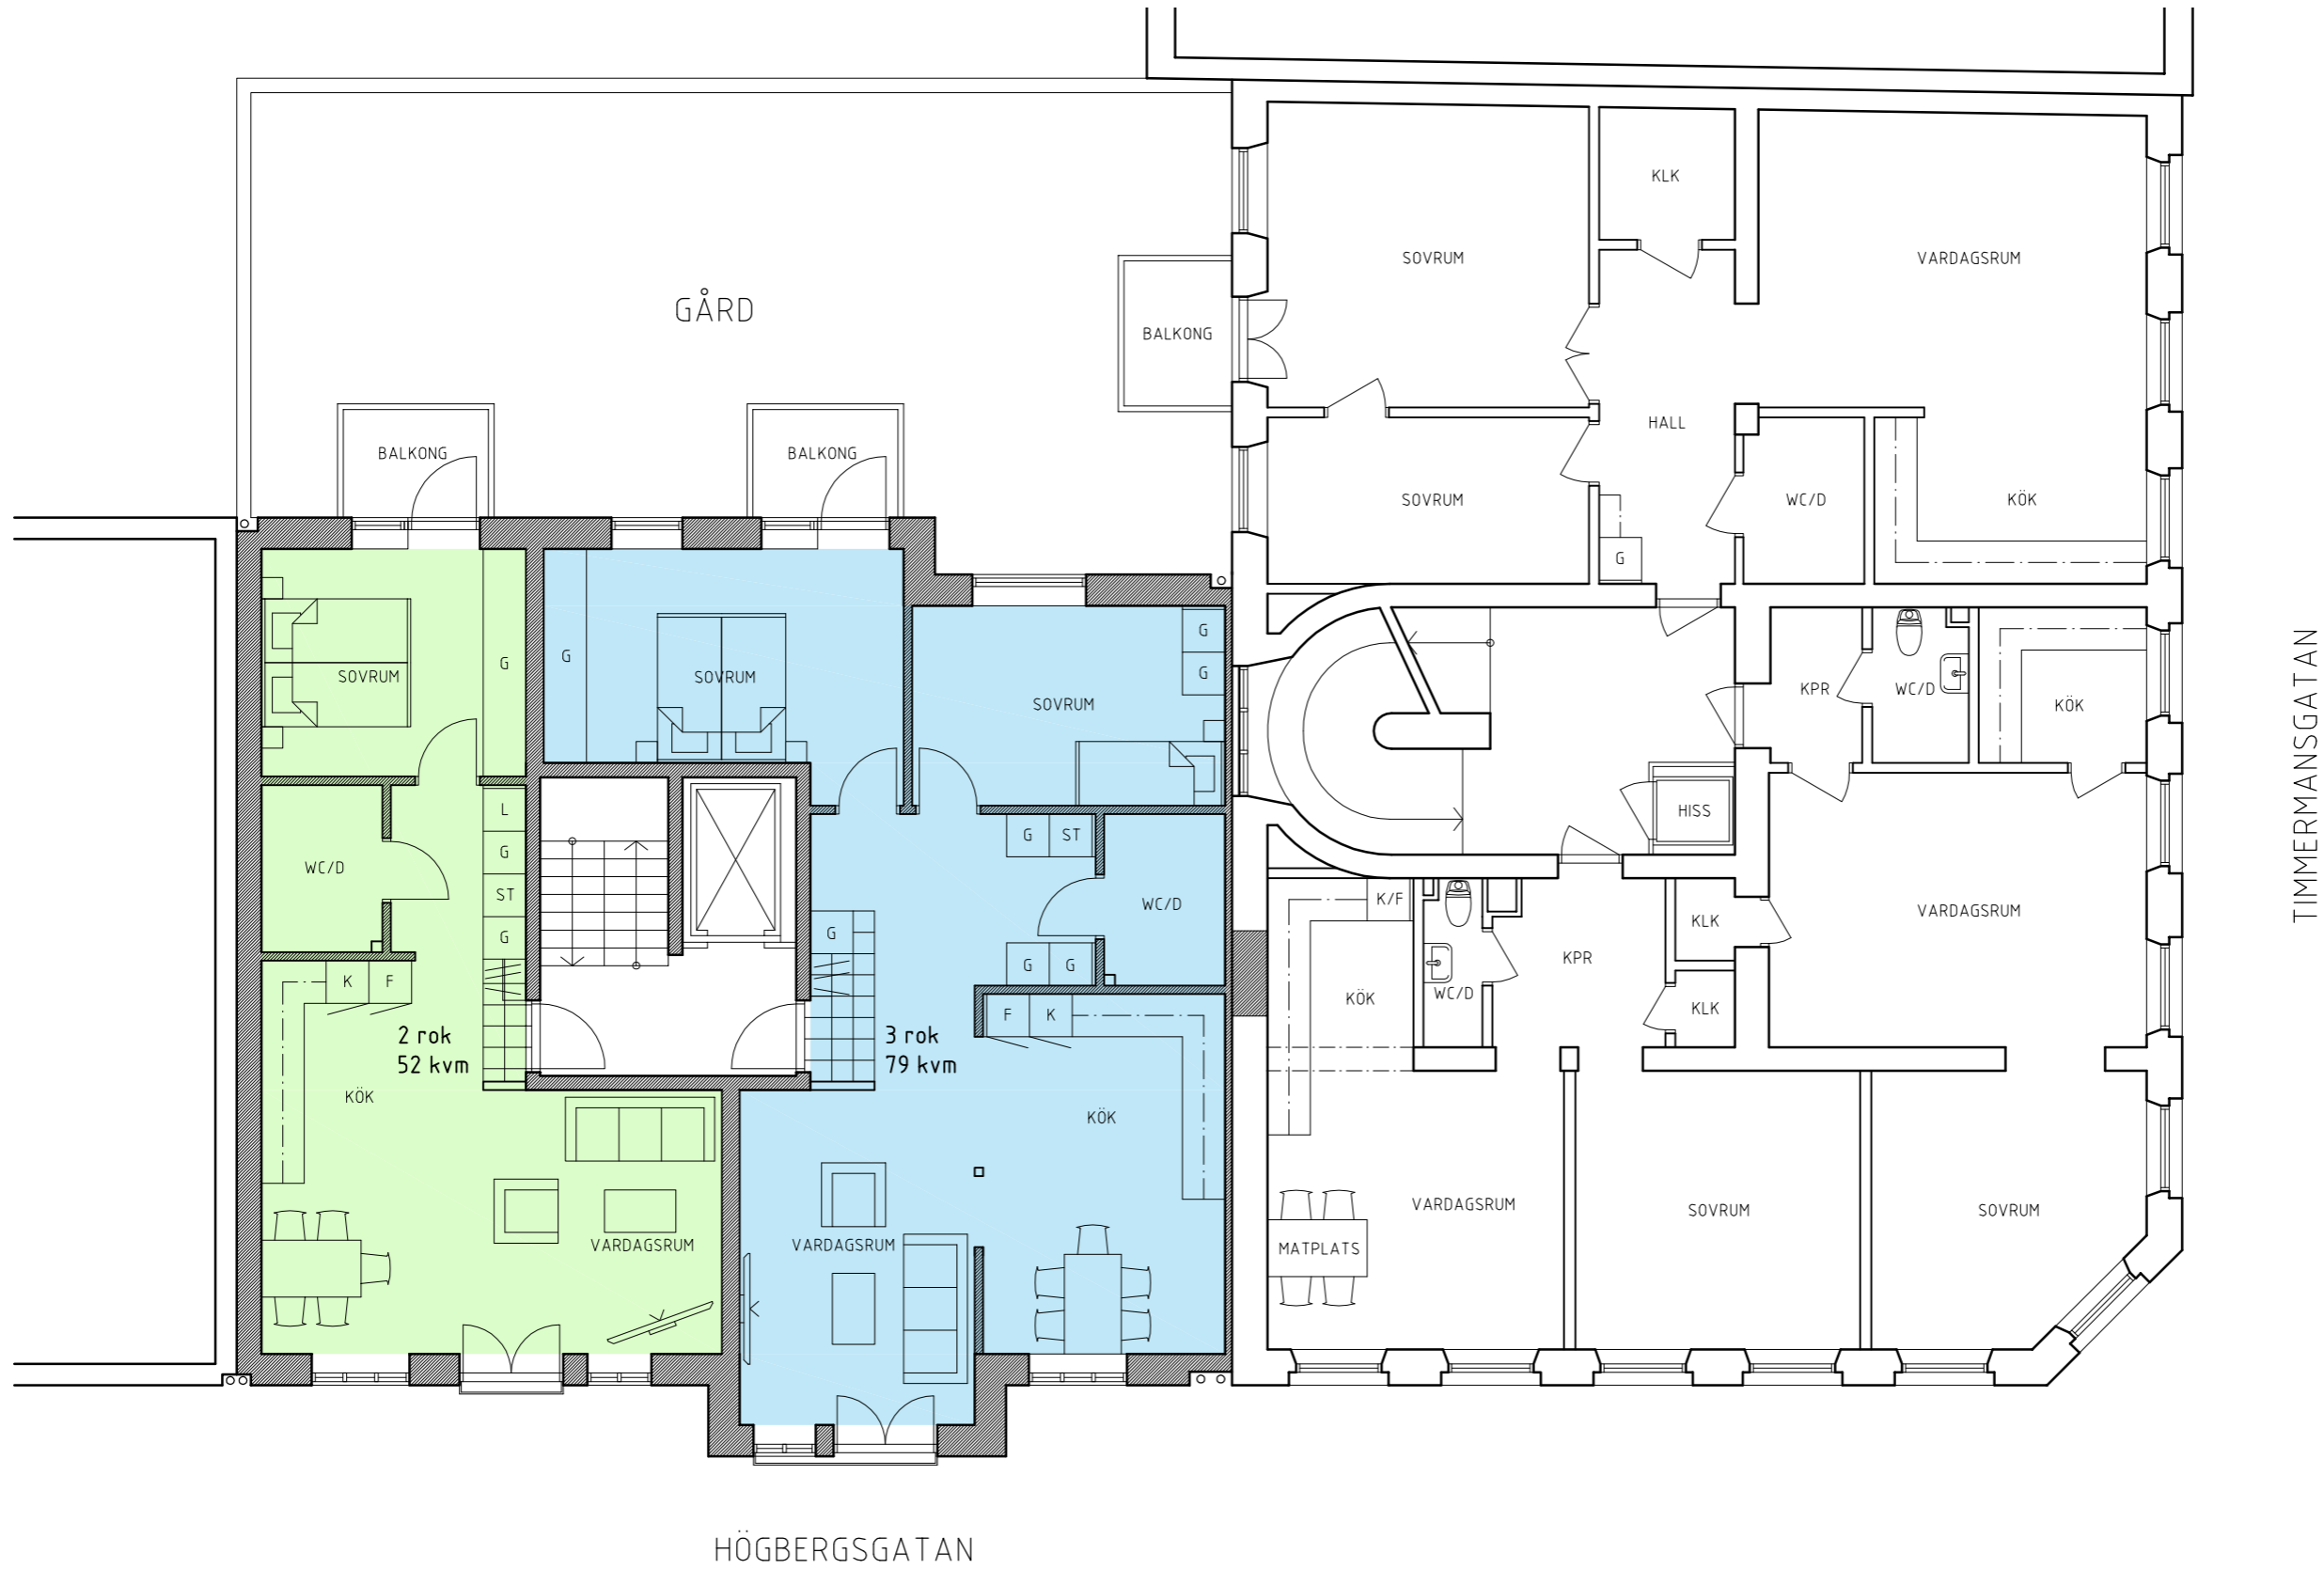 KLK
SOVRUM
VARDAGSRUM
GÅRD
BALKONG
HALL
BALKONG
BALKONG
SOVRUM
WC/D
KÖK
G
G
G
G
SOVRUM
SOVRUM
G
SOVRUM
KPR
WC/D
KÖK
TIMMERMANSGATAN
L
G
ST
G
WC/D
G
ST
WC/D
G
G
G
HISS
K/F
KLK
VARDAGSRUM
KPR
K
F
F
K
KÖK
WC/D
KLK
2 rok
52 kvm
3 rok
79 kvm
KÖK
KÖK
VARDAGSRUM
VARDAGSRUM
VARDAGSRUM
SOVRUM
SOVRUM
MATPLATS
HÖGBERGSGATAN